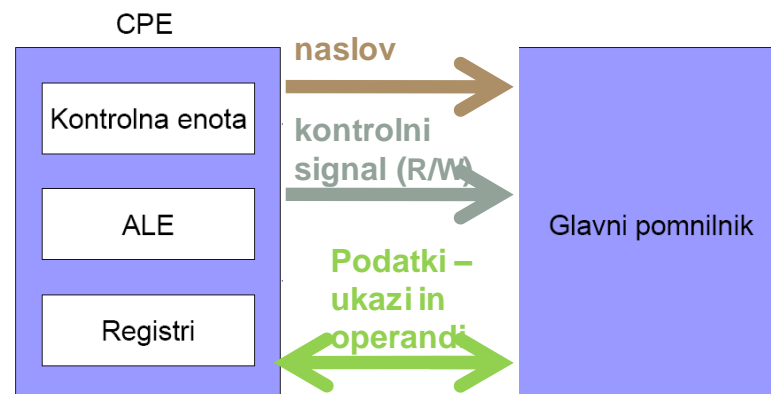 CPE
naslov
Kontrolna enota
kontrolni
signal (R/W)
ALE
Glavni pomnilnik
Podatki –
ukazi in
operandi
Registri